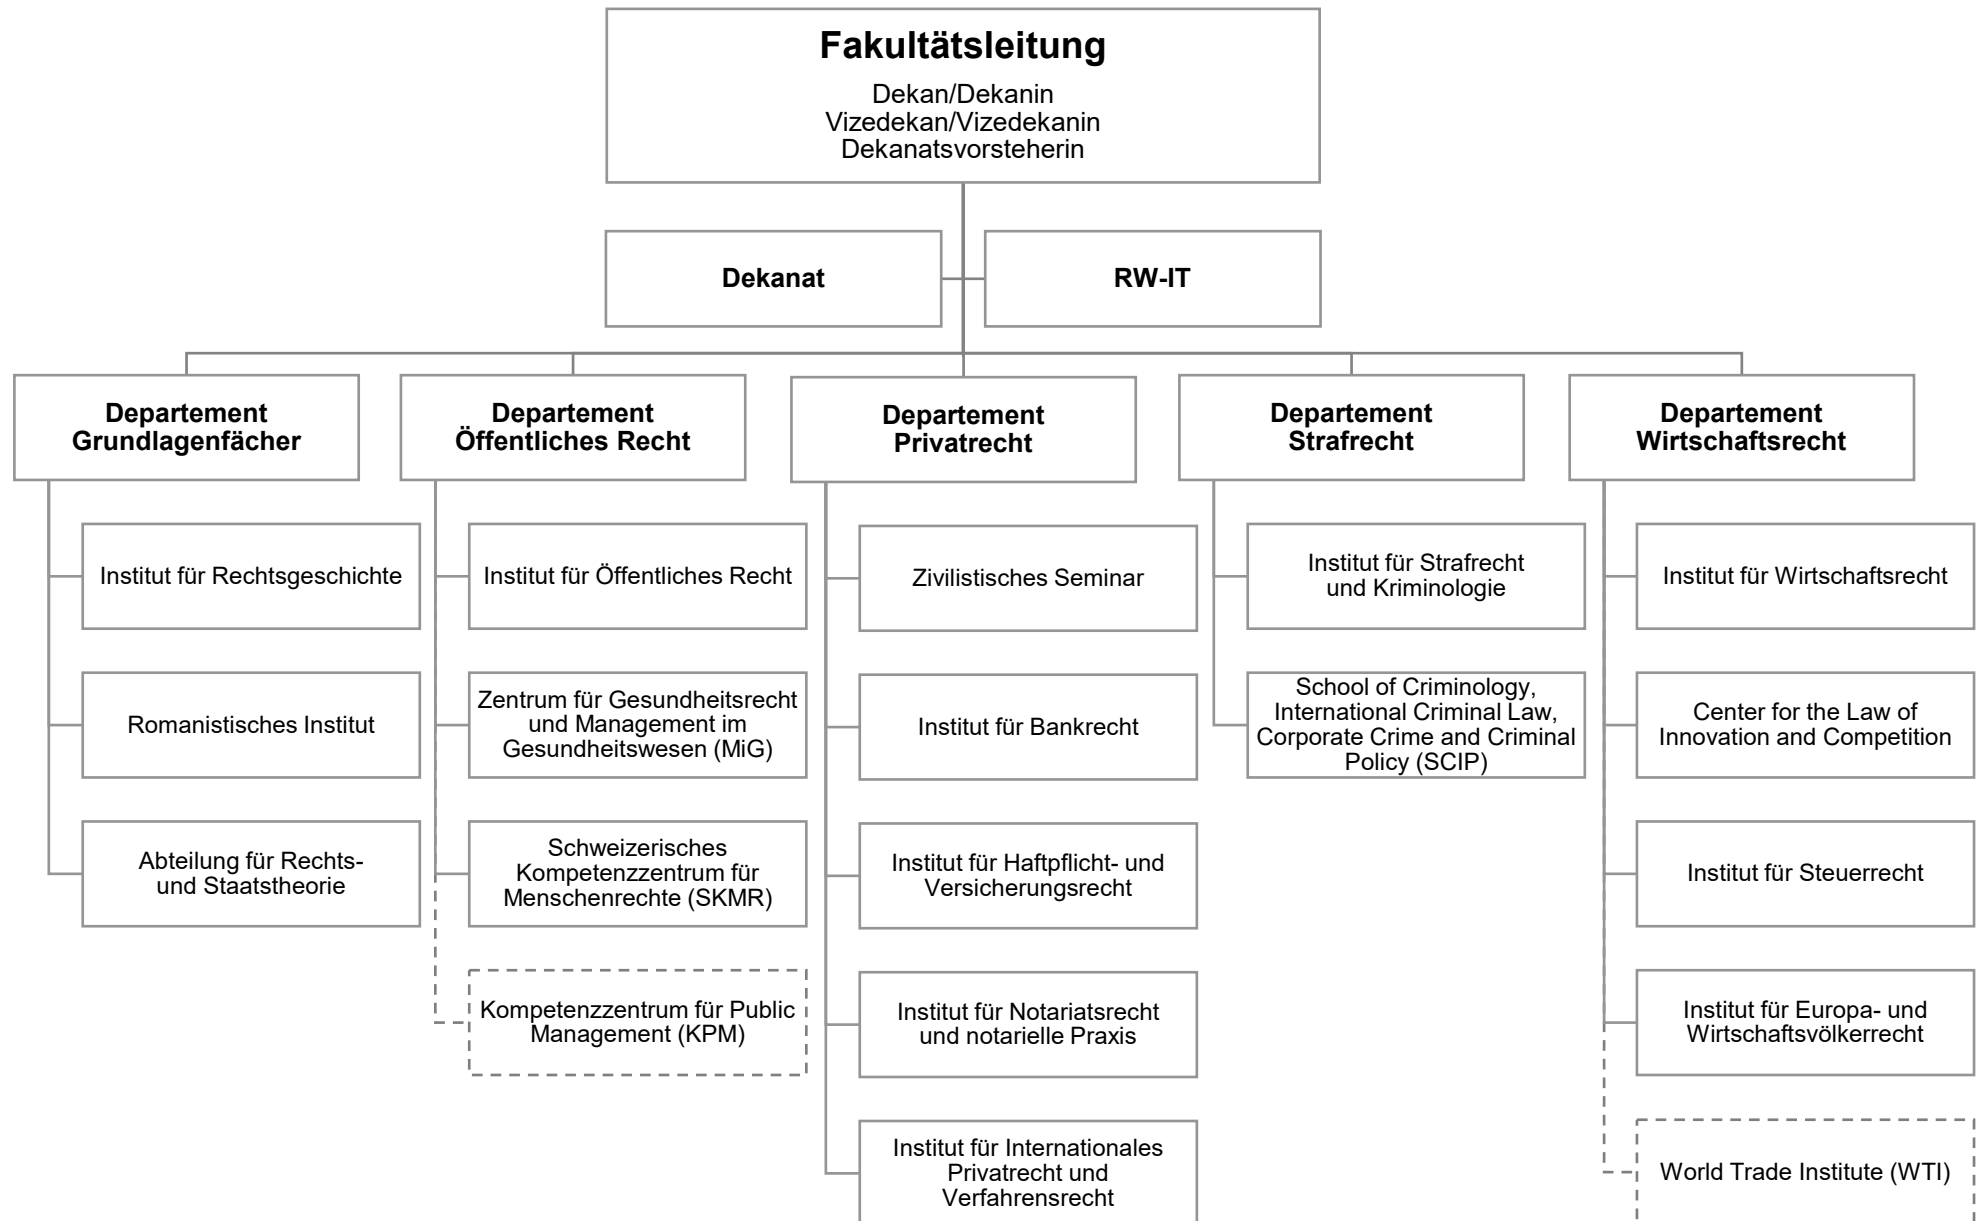 Fakultätsleitung
Dekan/Dekanin
Vizedekan/Vizedekanin
Dekanatsvorsteherin
Dekanat
RW-IT
Departement
Grundlagenfächer
Institut für Rechtsgeschichte
Romanistisches Institut
Abteilung für Rechts-
und Staatstheorie
Departement
Öffentliches Recht
Institut für Öffentliches Recht
Zentrum für Gesundheitsrecht
und Management im
Gesundheitswesen (MiG)
Schweizerisches
Kompetenzzentrum für
Menschenrechte (SKMR)
Kompetenzzentrum für Public
Management (KPM)
Departement
Privatrecht
Zivilistisches Seminar
Institut für Bankrecht
Institut für Haftpflicht- und
Versicherungsrecht
Institut für Notariatsrecht
und notarielle Praxis
Institut für Internationales
Privatrecht und
Verfahrensrecht
Departement
Strafrecht
Institut für Strafrecht
und Kriminologie
School of Criminology,
International Criminal Law,
Corporate Crime and Criminal
Policy (SCIP)
Departement
Wirtschaftsrecht
Institut für Wirtschaftsrecht
Center for the Law of
Innovation and Competition
Institut für Steuerrecht
Institut für Europa- und
Wirtschaftsvölkerrecht
World Trade Institute (WTI)